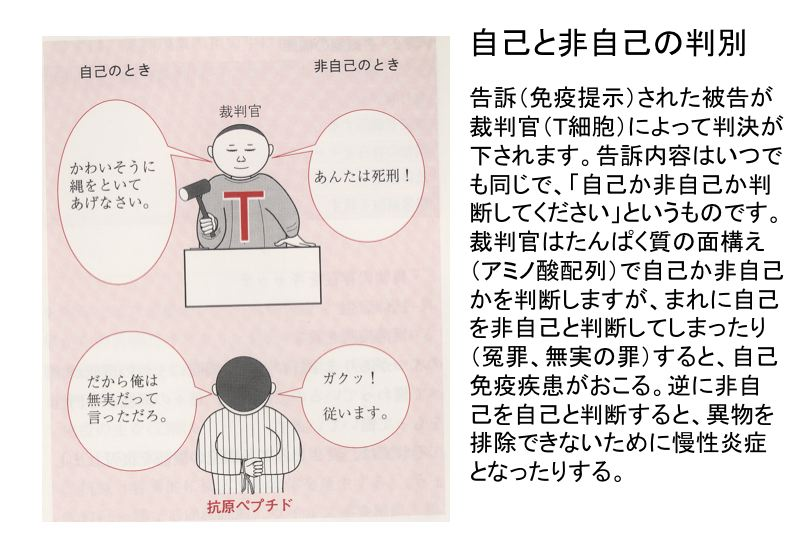 自己と非自己の判別
告訴（免疫提示）された被告が
裁判官（T細胞）によって判決が
下されます。告訴内容はいつで
も同じで、「自己か非自己か判
断してください」というものです。
裁判官はたんぱく質の面構え
（アミノ酸配列）で自己か非自己
かを判断しますが、まれに自己
を非自己と判断してしまったり
（冤罪、無実の罪）すると、自己
免疫疾患がおこる。逆に非自
己を自己と判断すると、異物を
排除できないために慢性炎症
となったりする。
自己のとき
非自己のとき
裁判官
かわいそうに
縄をといて
あげなさい。
あんたは死刑！
T
だから俺は
無実だって
言っただろ。
ガクッ！
従います。
抗原ペプチド